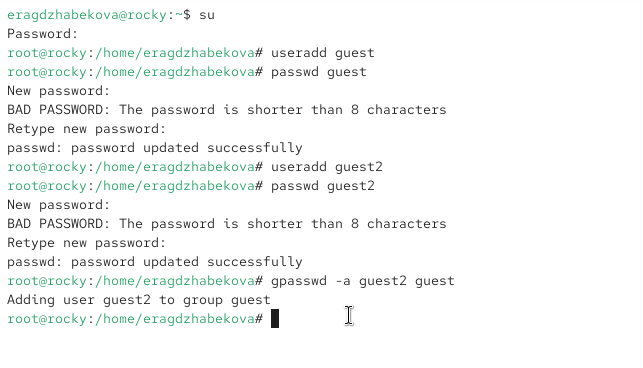 eragdzhabekova@rocky:~$ su
Password:
root@rocky:/home/eragdzhabekova# useradd guest
root@rocky:/home/eragdzhabekova# passwd guest
New password:
BAD PASSWORD: The password is shorter than 8 characters
Retype new password:
passwd: password updated successfully
root@rocky:/home/eragdzhabekova# useradd guest2
root@rocky:/home/eragdzhabekova# passwd guest2
New password:
BAD PASSWORD: The password is shorter than 8 characters
Retype new password:
passwd: password updated successfully
root@rocky:/home/eragdzhabekova# gpasswd -a guest2 guest
Adding user guest2 to group guest
root@rocky:/home/eragdzhabekova#